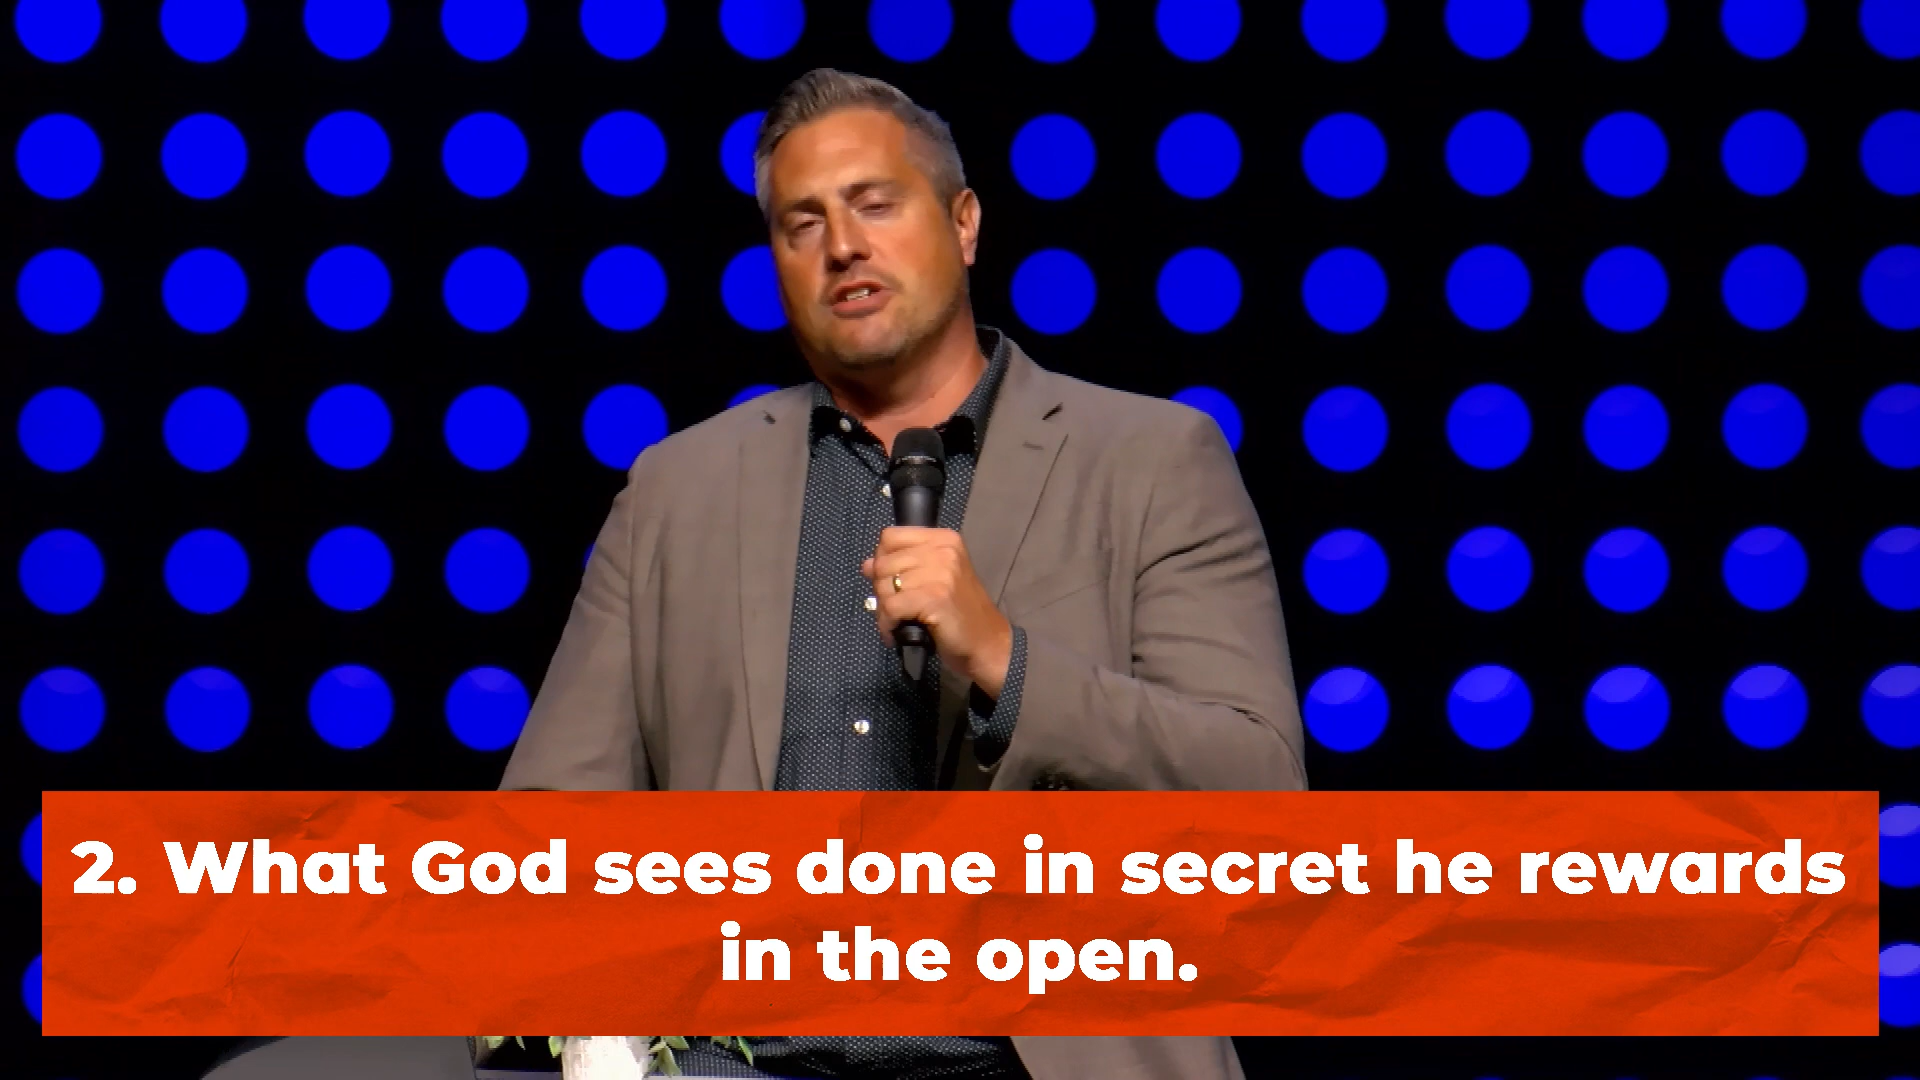 2. What God sees done in secret he rewards
in the open.